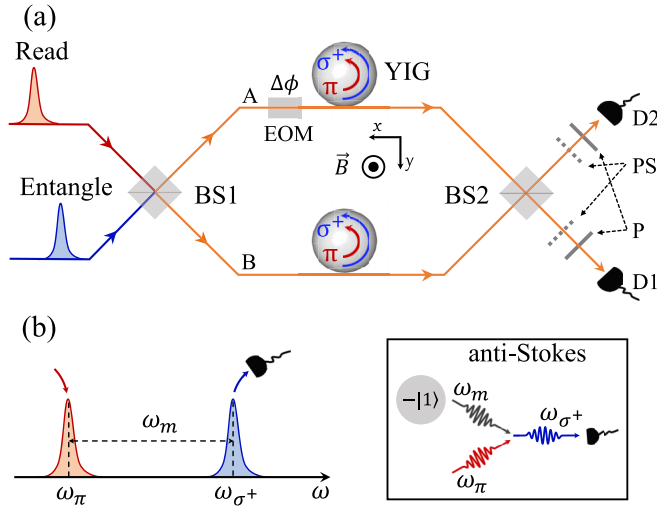 (a)
Read
Entangle
BS1
A
B
Δϕ
EOM
σ⁺
π
YIG
x
y
B⃗
σ⁺
π
BS2
D2
PS
P
D1
(b)
ω_m
ω_π
ω_σ⁺
ω
anti-Stokes
−|1⟩
ω_m
ω_σ⁺
ω_π